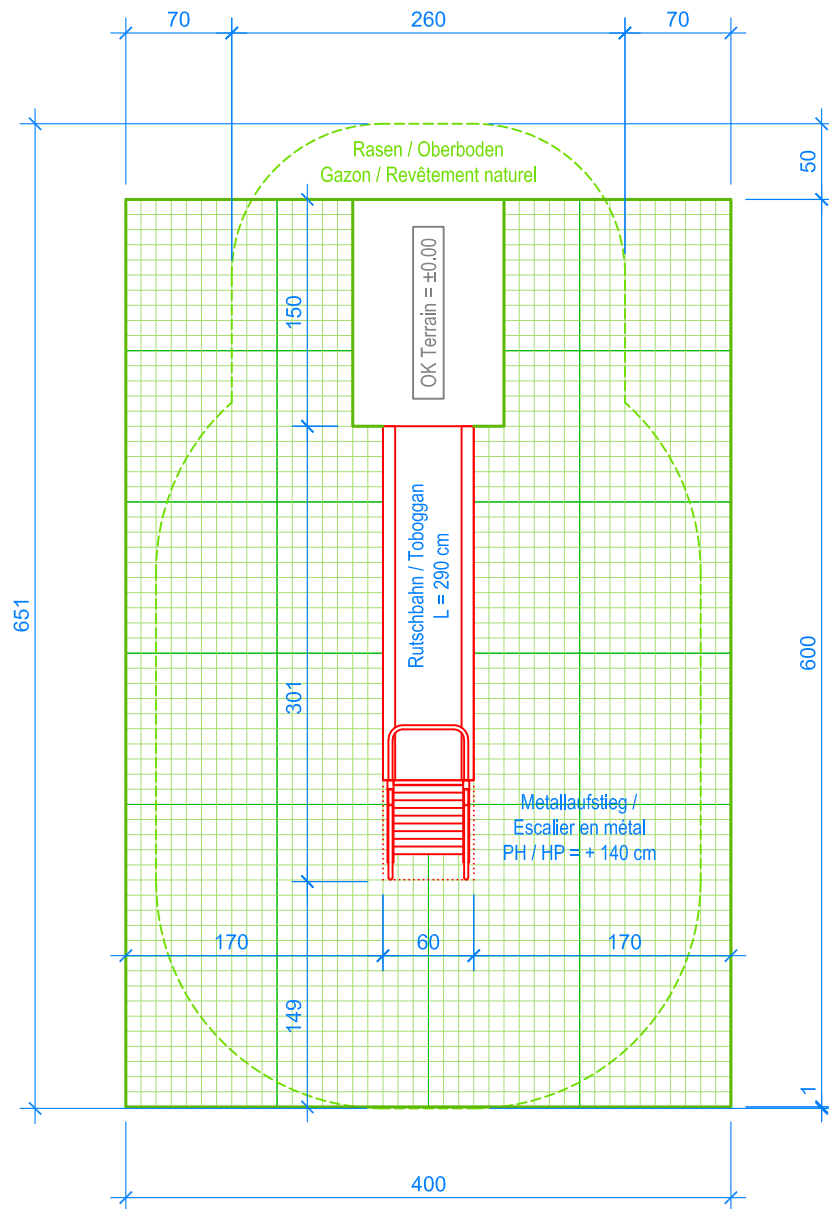 70
260
70
Rasen / Oberboden
Gazon / Revêtement naturel
50
OK Terrain = ±0.00
150
Rutschbahn / Toboggan
L = 290 cm
651
600
301
Metallaufstieg /
Escalier en métal
PH / HP = + 140 cm
170
60
170
149
1
400